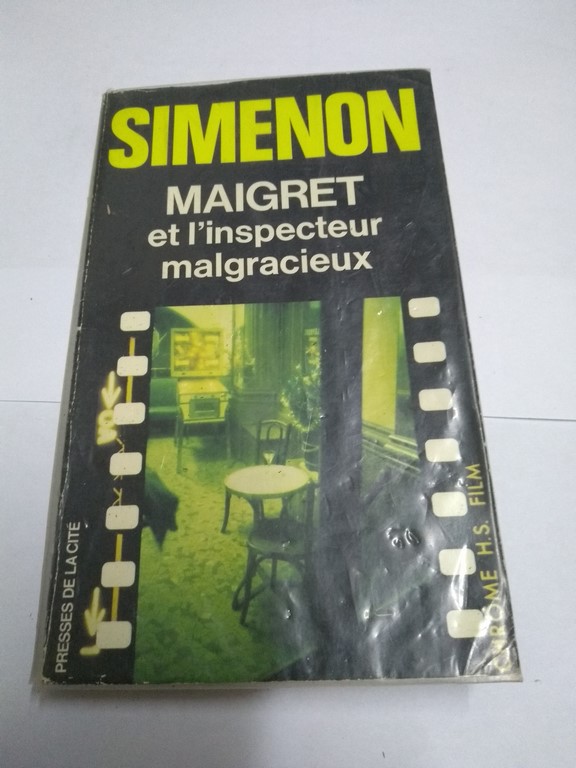 SIMENON
MAIGRET
et l'inspecteur
malgracieux
PRESSES DE LA CITÉ
CHROME H.S. FILM